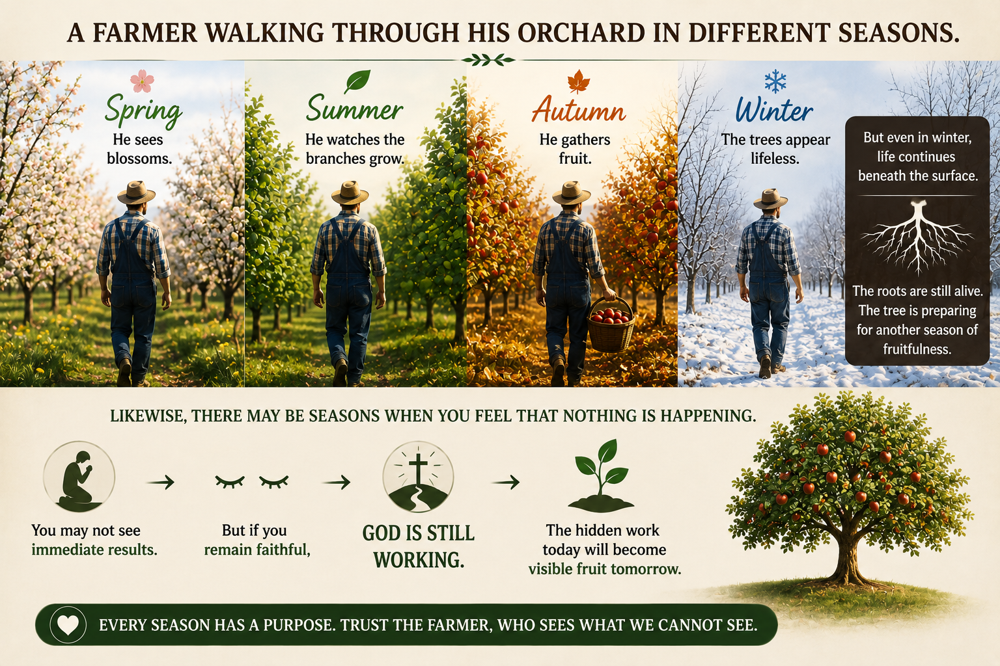 A FARMER WALKING THROUGH HIS ORCHARD IN DIFFERENT SEASONS.
Spring
He sees
blossoms.
Summer
He watches the
branches grow.
Autumn
He gathers
fruit.
Winter
The trees appear
lifeless.
But even in winter,
life continues
beneath the surface.
The roots are still alive.
The tree is preparing
for another season of
fruitfulness.
LIKEWISE, THERE MAY BE SEASONS WHEN YOU FEEL THAT NOTHING IS HAPPENING.
You may not see
immediate results.
But if you
remain faithful,
GOD IS STILL
WORKING.
The hidden work
today will become
visible fruit tomorrow.
EVERY SEASON HAS A PURPOSE. TRUST THE FARMER, WHO SEES WHAT WE CANNOT SEE.